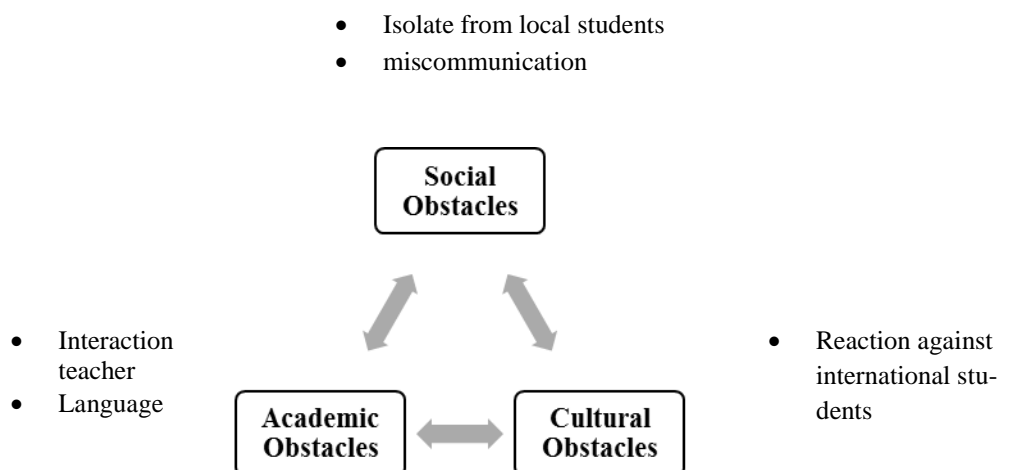 • Isolate from local students
• miscommunication
Social
Obstacles
• Interaction
teacher
• Language
• Reaction against
international stu-
dents
Academic
Obstacles
Cultural
Obstacles